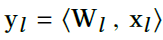 y_l = ⟨W_l , x_l⟩